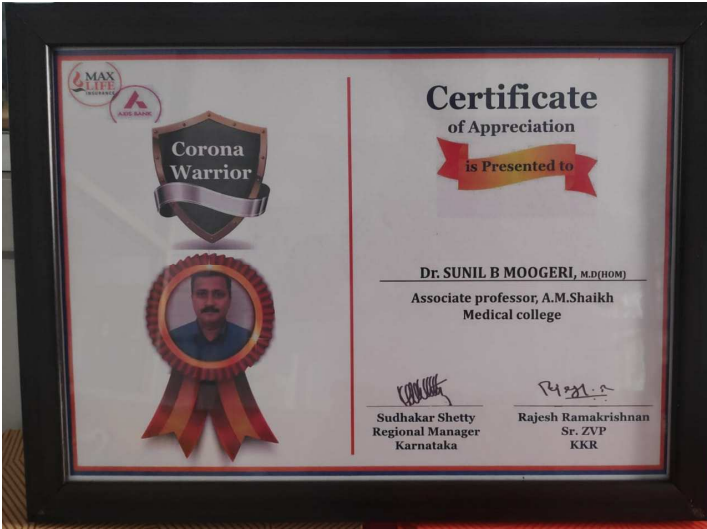 MAX
LIFE
INSURANCE
AXIS BANK
Corona
Warrior
Certificate
of Appreciation
is Presented to
Dr. SUNIL B MOOGERI, M.D(HOM)
Associate professor, A.M.Shaikh
Medical college
Sudhakar Shetty
Regional Manager
Karnataka
Rajesh Ramakrishnan
Sr. ZVP
KKR